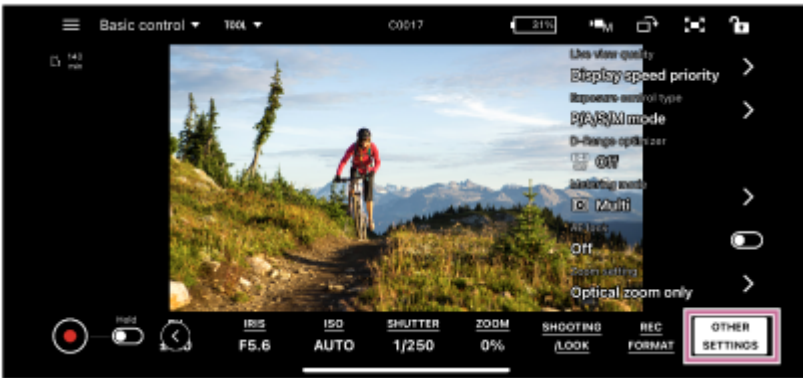 Basic control TOOL C0017 31% M
143
min
Live view quality
Display speed priority
Exposure control type
P/A/S/M mode
D-Range optimizer
Off
Metering mode
Multi
Off
Zoom setting
Optical zoom only
Hold
IRIS ISO SHUTTER ZOOM SHOOTING REC OTHER
F5.6 AUTO 1/250 0% /LOOK FORMAT SETTINGS